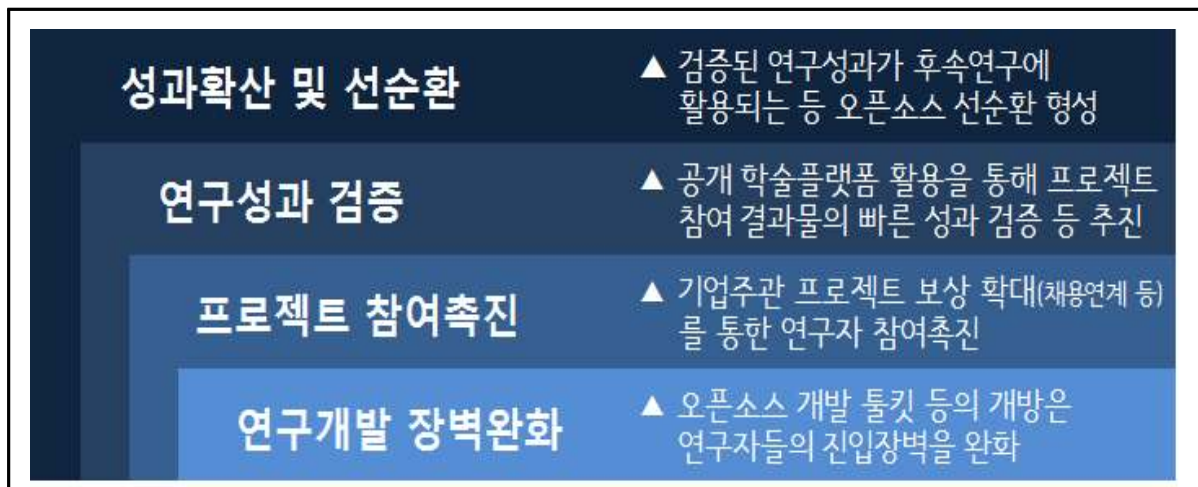 성과확산 및 선순환
▲ 검증된 연구성과가 후속연구에
활용되는 등 오픈소스 선순환 형성
연구성과 검증
▲ 공개 학술플랫폼 활용을 통해 프로젝트
참여 결과물의 빠른 성과 검증 등 추진
프로젝트 참여촉진
▲ 기업주관 프로젝트 보상 확대(채용연계 등)
를 통한 연구자 참여촉진
연구개발 장벽완화
▲ 오픈소스 개발 툴킷 등의 개방은
연구자들의 진입장벽을 완화